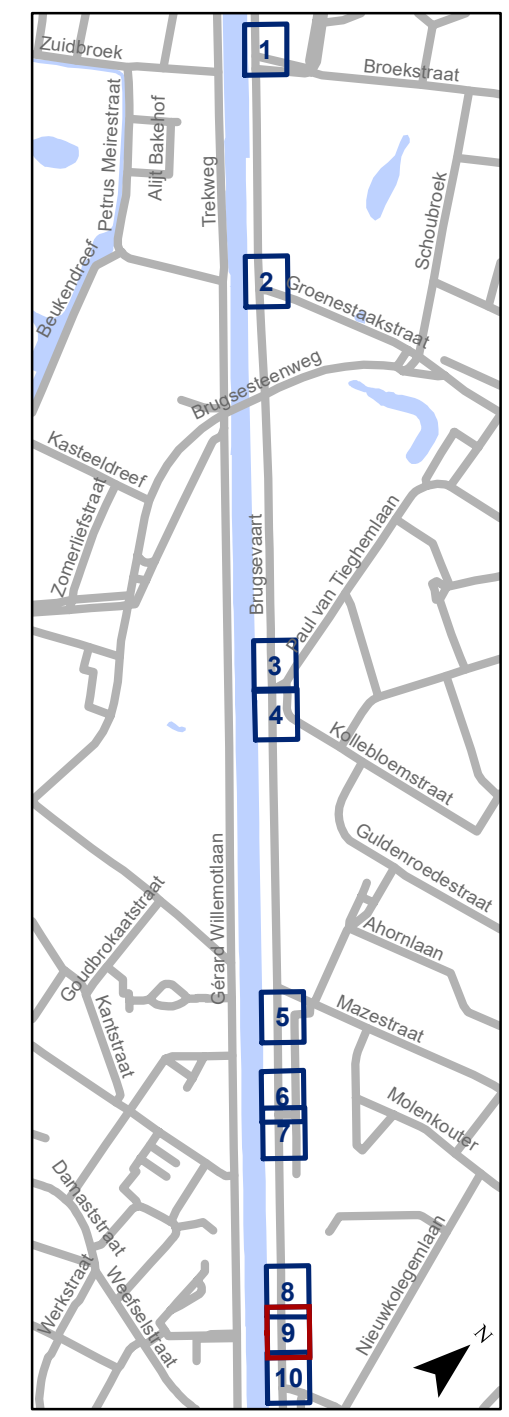 1
Zuidbroek
Broekstraat
Petrus Meirestraat
Alijt Bakehof
Trekweg
Schoubroek
Beukendreef
2
Groenestaakstraat
Brugsesteenweg
Kasteeldreef
Zomerliefstraat
Brugsevaart
Paul van Tieghemlaan
3
4
Kollebloemstraat
Guldenroedestraat
Gérard Willemotlaan
Goudbrokaatstraat
Ahornlaan
Kantstraat
5
Mazestraat
6
Molenkouter
7
Damaststraat
Werkstraat
Weefselstraat
Nieuwkolegemlaan
8
9
10
N